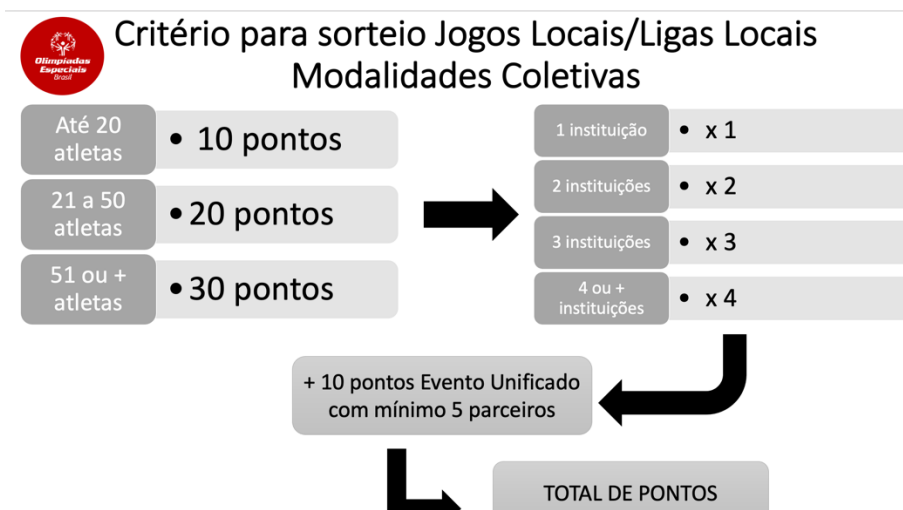 Critério para sorteio Jogos Locais/Ligas Locais
Modalidades Coletivas
Olimpíadas
Especiais
Brasil
Até 20
atletas
• 10 pontos
21 a 50
atletas
• 20 pontos
51 ou +
atletas
• 30 pontos
1 instituição
• x 1
2 instituições
• x 2
3 instituições
• x 3
4 ou +
instituições
• x 4
+ 10 pontos Evento Unificado
com mínimo 5 parceiros
TOTAL DE PONTOS